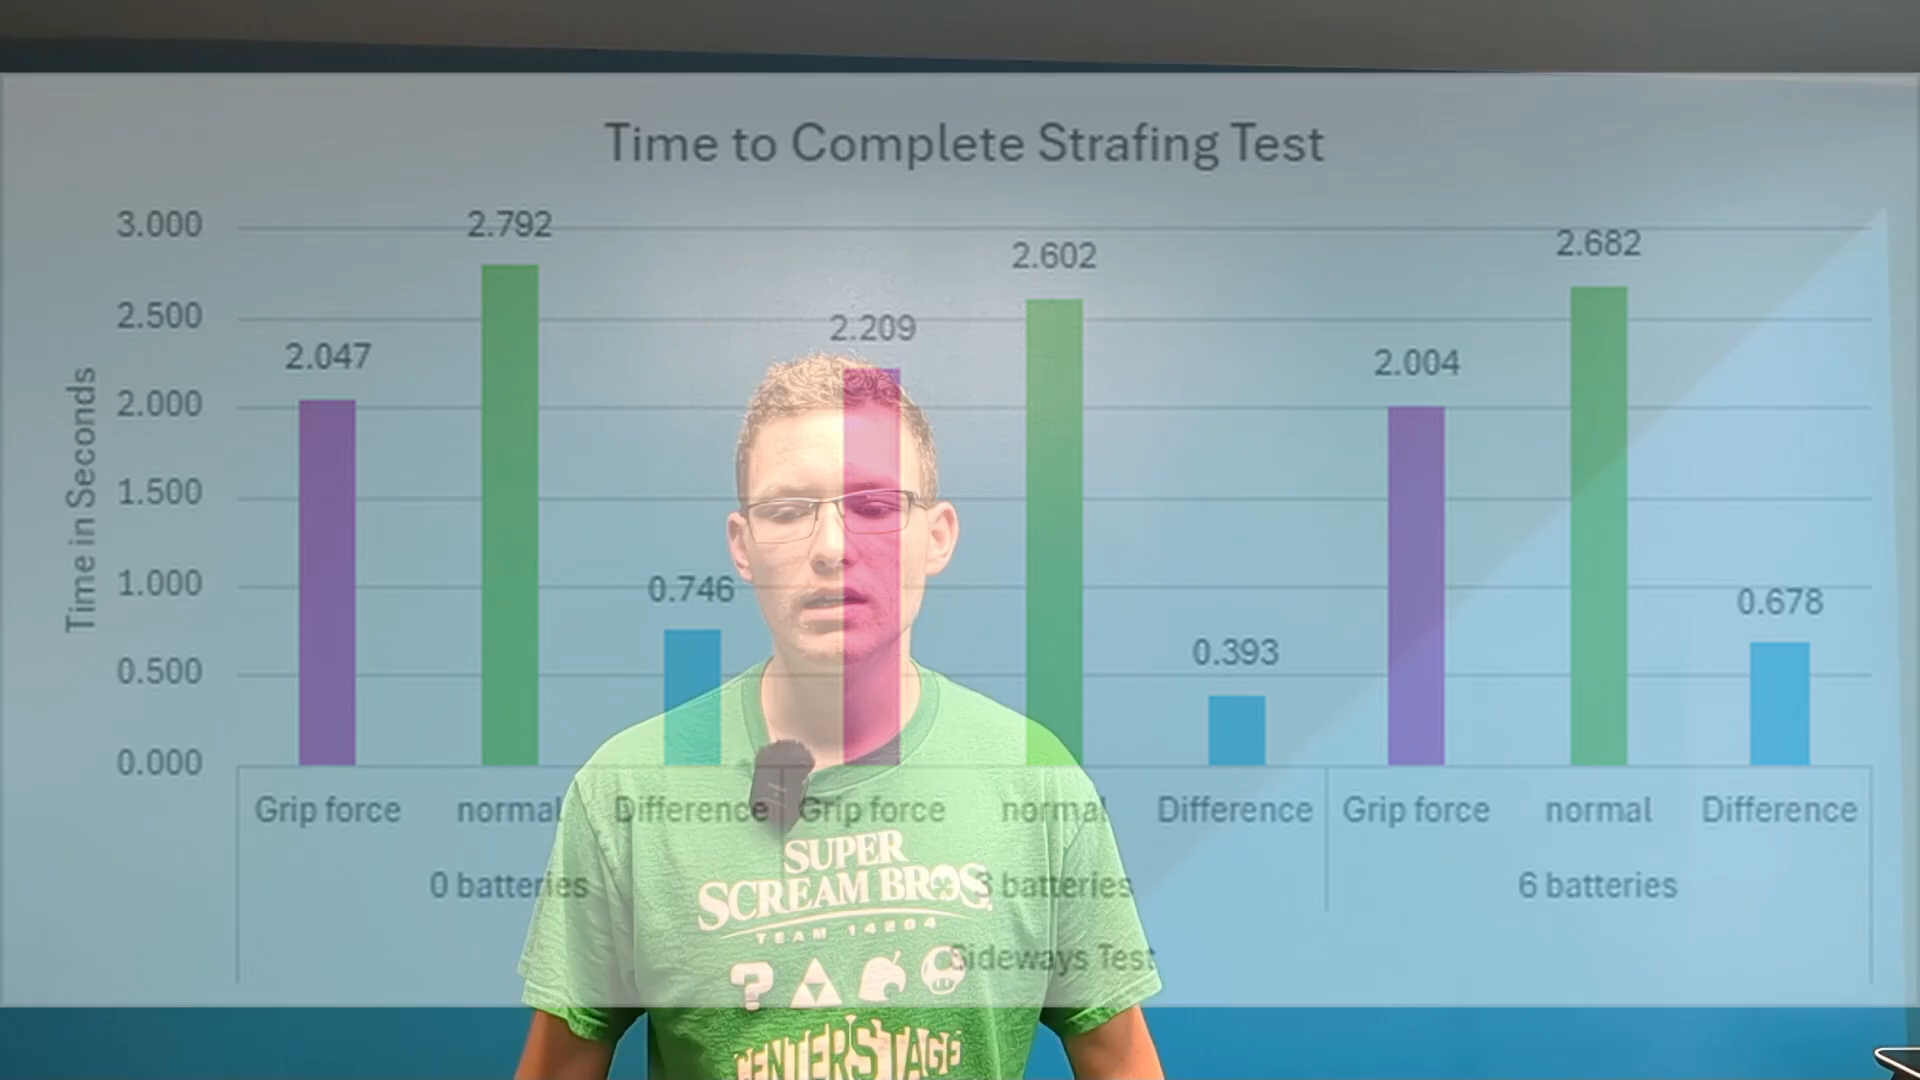 Time to Complete Strafing Test
Time in Seconds
3.000
2.500
2.000
1.500
1.000
0.500
0.000
2.047
2.792
0.746
2.209
2.602
0.393
2.004
2.682
0.678
Grip force normal Difference Grip force normal Difference Grip force normal Difference
0 batteries 3 batteries 6 batteries
Sideways Test
SUPER
SCREAM BROS.
TEAM 14204
?
CENTERSTAGE